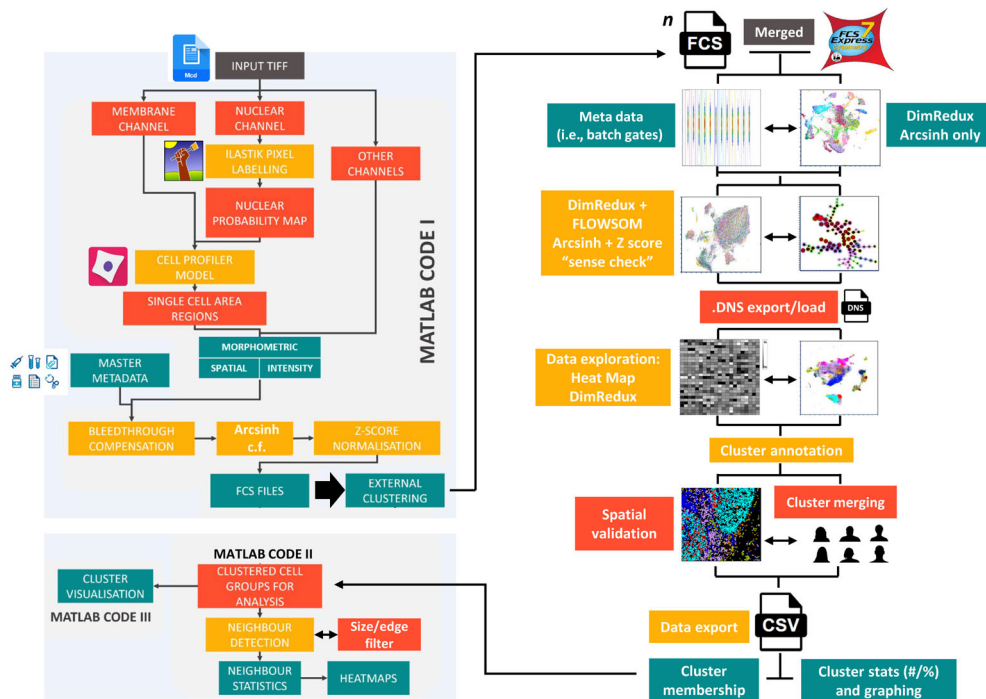 Mcd
INPUT TIFF
MEMBRANE
CHANNEL
NUCLEAR
CHANNEL
ILASTIK PIXEL
LABELLING
OTHER
CHANNELS
NUCLEAR
PROBABILITY MAP
CELL PROFILER
MODEL
SINGLE CELL AREA
REGIONS
MATLAB CODE I
MORPHOMETRIC
SPATIAL
INTENSITY
MASTER
METADATA
BLEEDTHROUGH
COMPENSATION
Arcsinh
c.f.
Z-SCORE
NORMALISATION
FCS FILES
EXTERNAL
CLUSTERING
n
FCS
Merged
FCS
Express
7
Meta data
(i.e., batch gates)
DimRedux
Arcsinh only
DimRedux +
FLOWSOM
Arcsinh + Z score
“sense check”
.DNS export/load
DNS
Data exploration:
Heat Map
DimRedux
Cluster annotation
Spatial
validation
Cluster merging
Data export
CSV
Cluster
membership
Cluster stats (#/%)
and graphing
MATLAB CODE II
CLUSTERED CELL
GROUPS FOR
ANALYSIS
CLUSTER
VISUALISATION
MATLAB CODE III
NEIGHBOUR
DETECTION
Size/edge
filter
NEIGHBOUR
STATISTICS
HEATMAPS